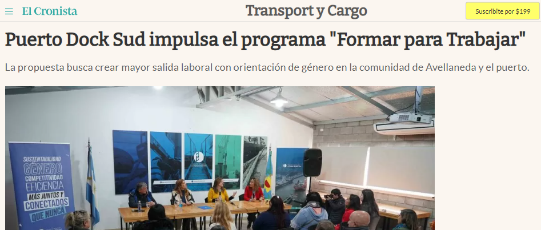 El Cronista
Transport y Cargo
Suscribite por $199
Puerto Dock Sud impulsa el programa "Formar para Trabajar"
La propuesta busca crear mayor salida laboral con orientación de género en la comunidad de Avellaneda y el puerto.
SUSTENTABILIDAD
GÉNERO
COMPETITIVIDAD
EFICIENCIA
MÁS JUNTOS Y
CONECTADOS
QUE NUNCA